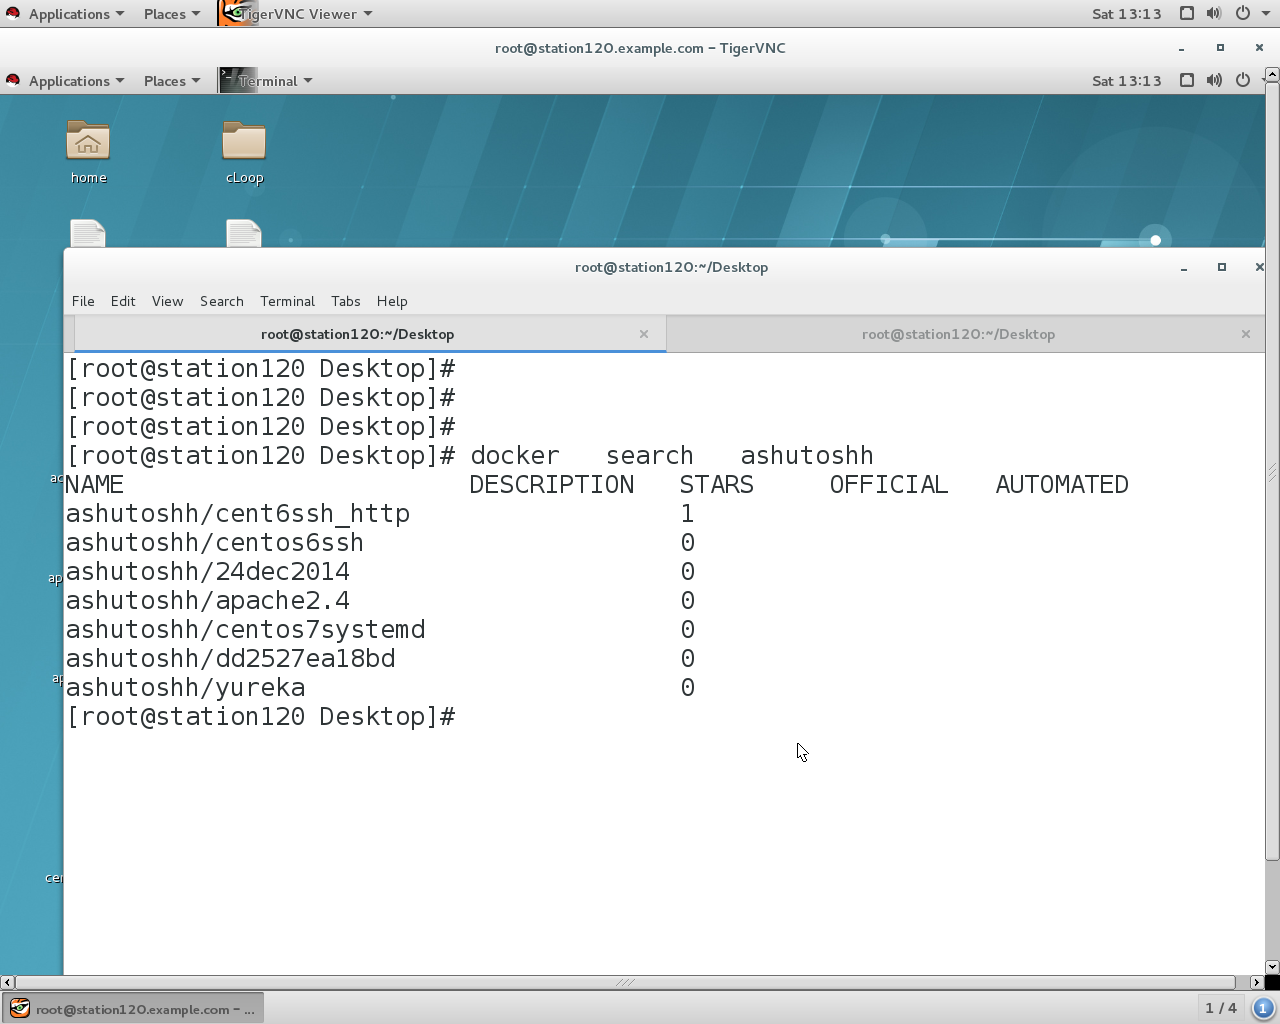 Applications Places TigerVNC Viewer Sat 13:13
root@station120.example.com - TigerVNC
Applications Places Terminal Sat 13:13
home cLoop
root@station120:~/Desktop
File Edit View Search Terminal Tabs Help
root@station120:~/Desktop root@station120:~/Desktop
[root@station120 Desktop]#
[root@station120 Desktop]#
[root@station120 Desktop]#
[root@station120 Desktop]# docker search ashutoshh
NAME DESCRIPTION STARS OFFICIAL AUTOMATED
ashutoshh/cent6ssh_http 1
ashutoshh/centos6ssh 0
ashutoshh/24dec2014 0
ashutoshh/apache2.4 0
ashutoshh/centos7systemd 0
ashutoshh/dd2527ea18bd 0
ashutoshh/yureka 0
[root@station120 Desktop]#
root@station120.example.com - ... 1 / 4 1